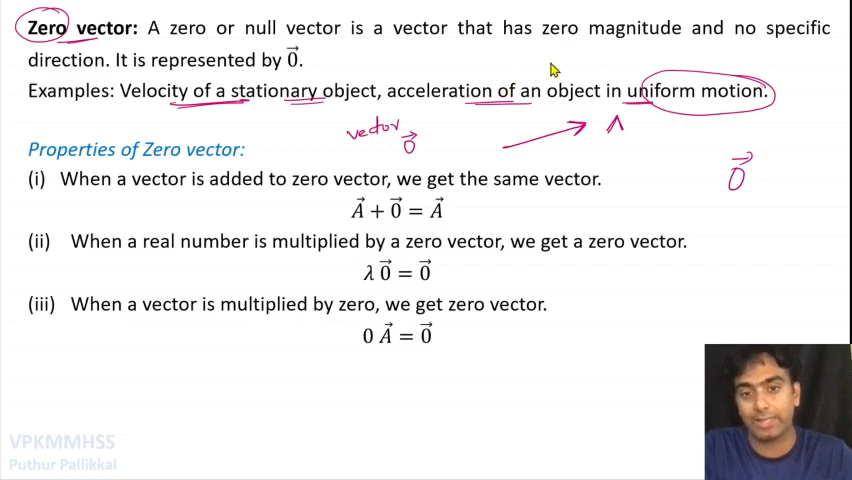 Zero vector: A zero or null vector is a vector that has zero magnitude and no specific
direction. It is represented by 0⃗.
Examples: Velocity of a stationary object, acceleration of an object in uniform motion.
vector 0⃗
Properties of Zero vector:
(i) When a vector is added to zero vector, we get the same vector.
0⃗
A⃗ + 0⃗ = A⃗
(ii) When a real number is multiplied by a zero vector, we get a zero vector.
λ 0⃗ = 0⃗
(iii) When a vector is multiplied by zero, we get zero vector.
0 A⃗ = 0⃗
VPKMMHSS
Puthur Pallikkal